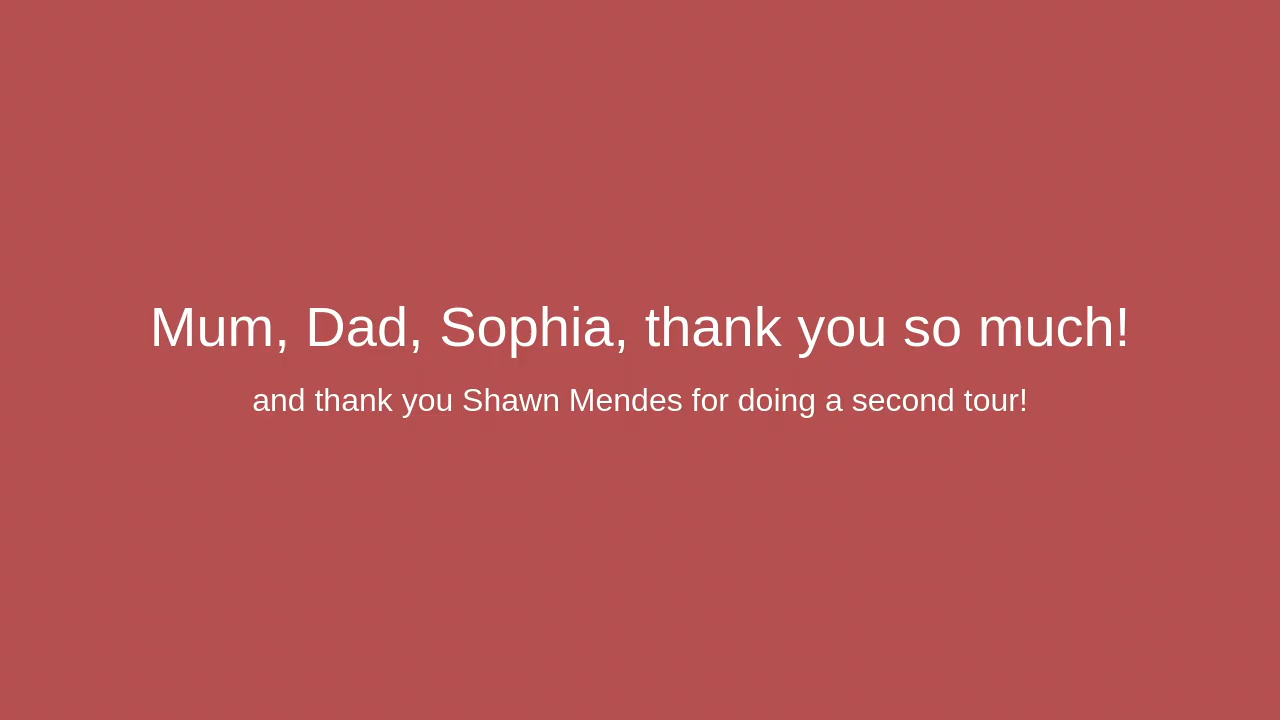 Mum, Dad, Sophia, thank you so much!
and thank you Shawn Mendes for doing a second tour!